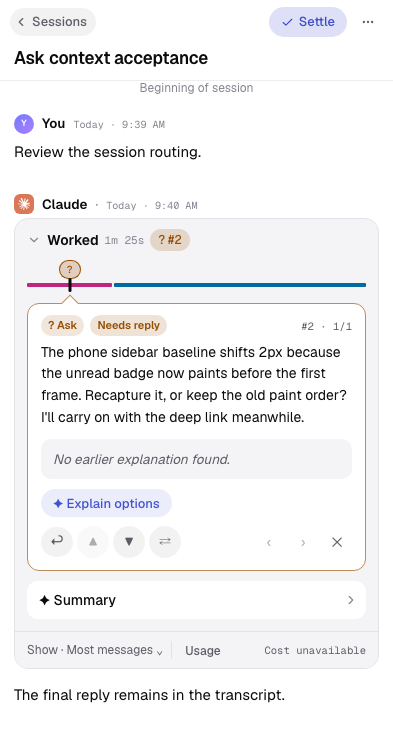 Sessions
Settle
Ask context acceptance
Beginning of session
Y You Today · 9:39 AM
Review the session routing.
Claude · Today · 9:40 AM
Worked 1m 25s ? #2
?
? Ask Needs reply #2 · 1/1
The phone sidebar baseline shifts 2px because
the unread badge now paints before the first
frame. Recapture it, or keep the old paint order?
I'll carry on with the deep link meanwhile.
No earlier explanation found.
Explain options
Summary
Show · Most messages Usage Cost unavailable
The final reply remains in the transcript.